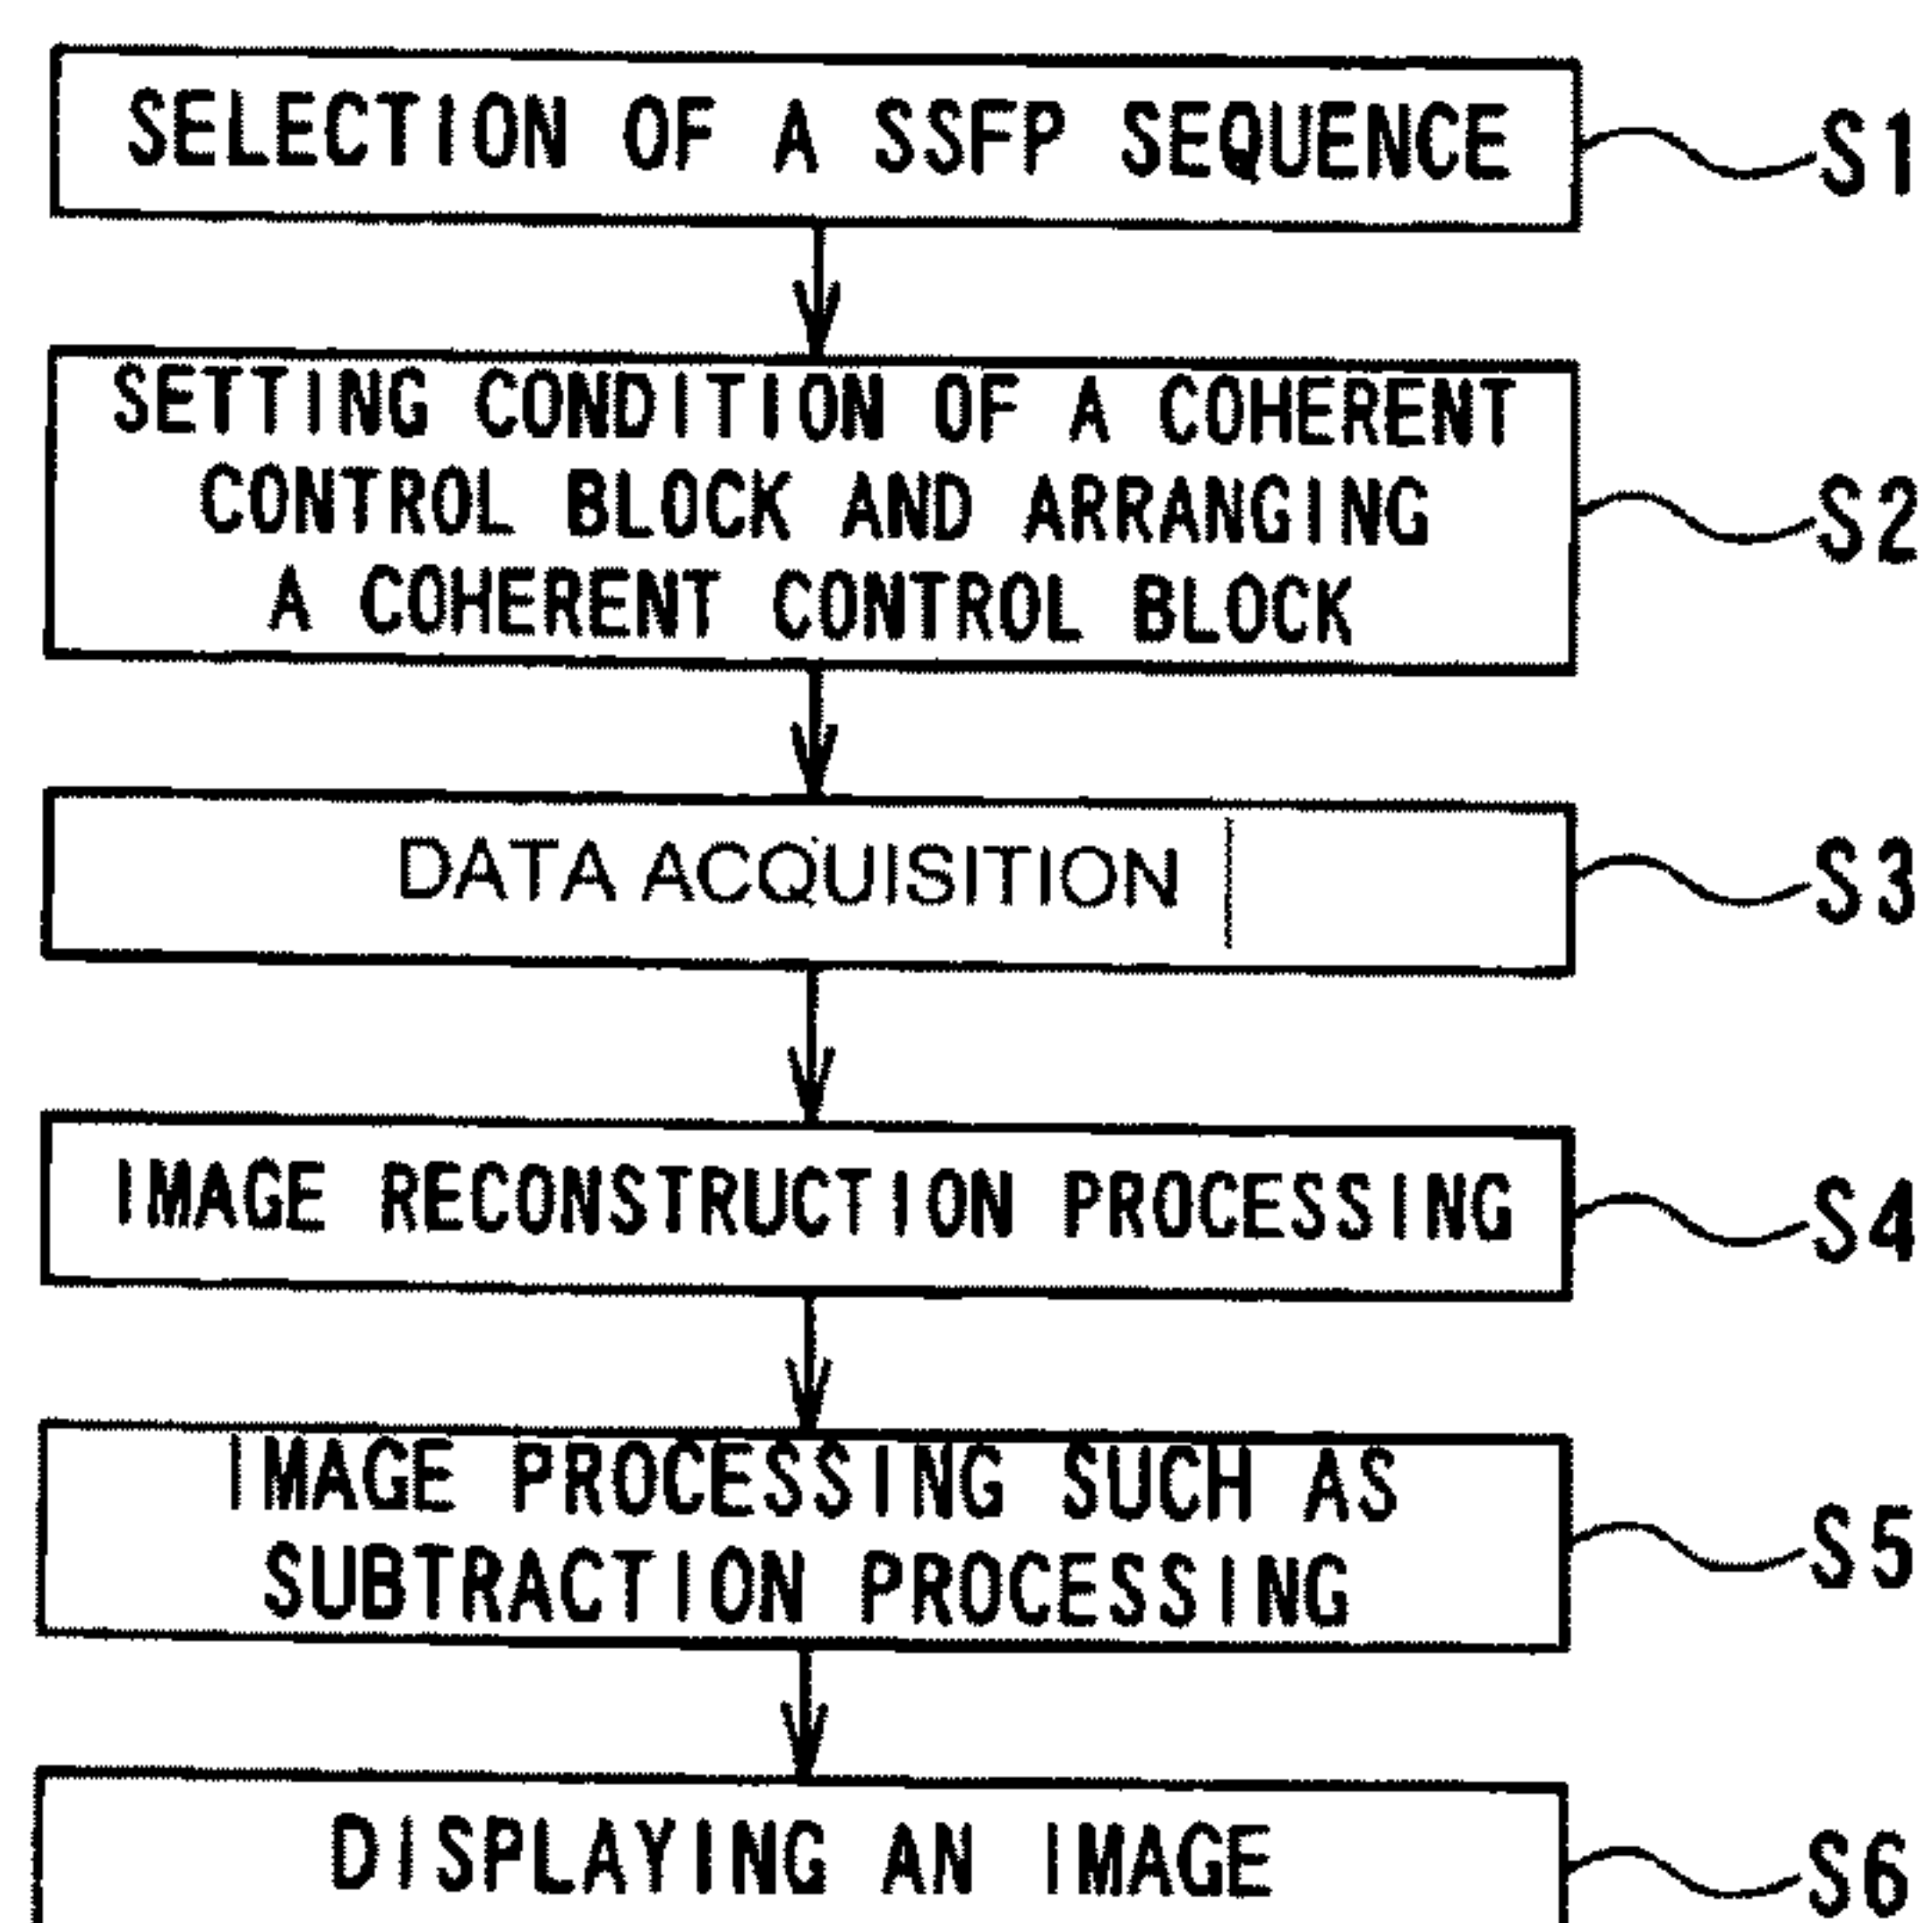 SELECTION OF A SSFP SEQUENCE
S1
SETTING CONDITION OF A COHERENT
CONTROL BLOCK AND ARRANGING
A COHERENT CONTROL BLOCK
S2
DATA ACQUISITION
S3
IMAGE RECONSTRUCTION PROCESSING
S4
IMAGE PROCESSING SUCH AS
SUBTRACTION PROCESSING
S5
DISPLAYING AN IMAGE
S6